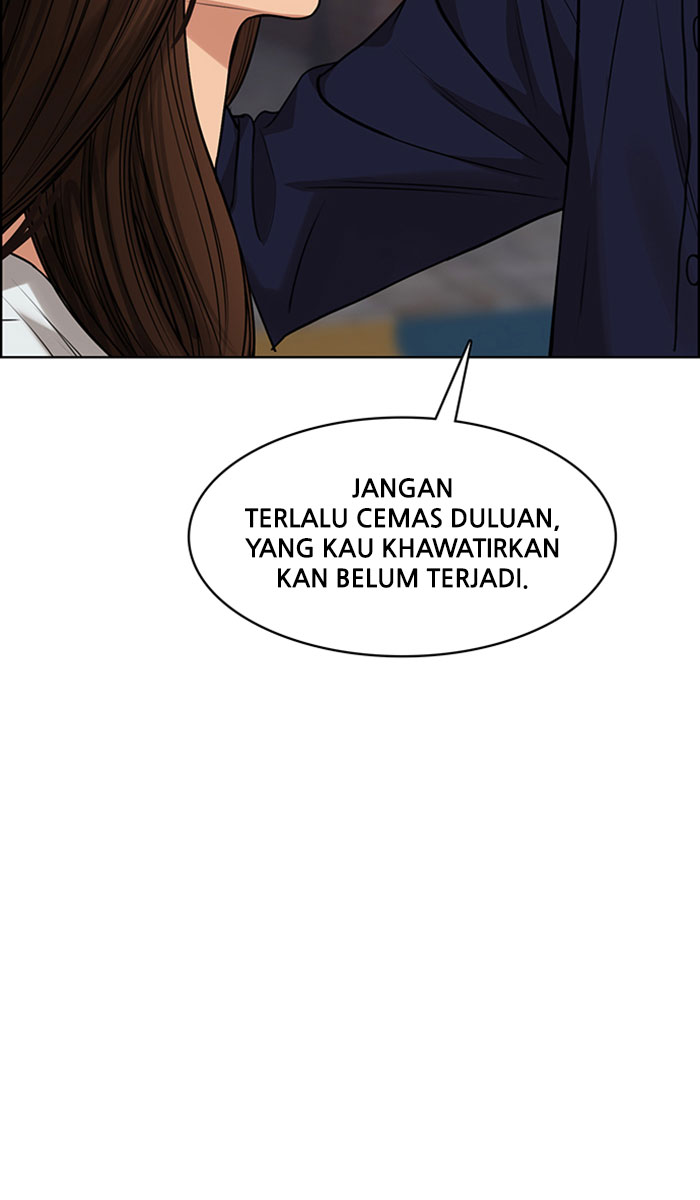 JANGAN
TERLALU CEMAS DULUAN,
YANG KAU KHAWATIRKAN
KAN BELUM TERJADI.